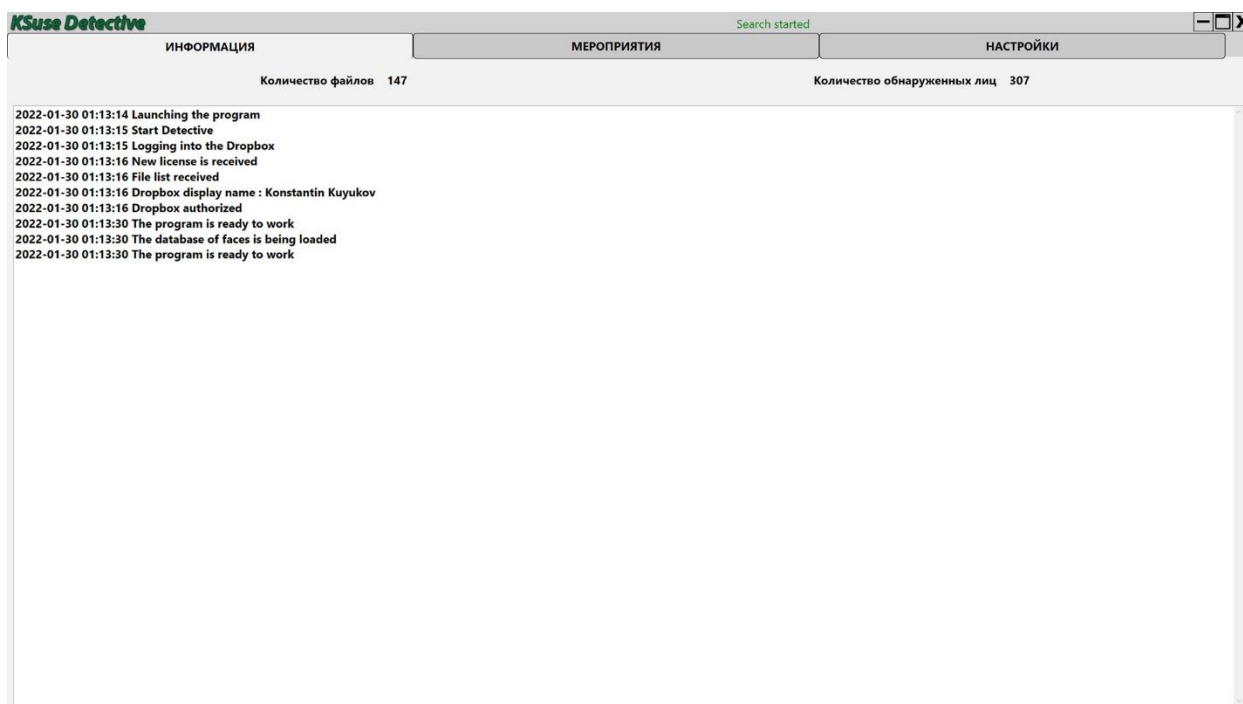 KSuse Detective
Search started
ИНФОРМАЦИЯ
МЕРОПРИЯТИЯ
НАСТРОЙКИ
Количество файлов 147
Количество обнаруженных лиц 307
2022-01-30 01:13:14 Launching the program
2022-01-30 01:13:15 Start Detective
2022-01-30 01:13:15 Logging into the Dropbox
2022-01-30 01:13:16 New license is received
2022-01-30 01:13:16 File list received
2022-01-30 01:13:16 Dropbox display name : Konstantin Kuyukov
2022-01-30 01:13:16 Dropbox authorized
2022-01-30 01:13:30 The program is ready to work
2022-01-30 01:13:30 The database of faces is being loaded
2022-01-30 01:13:30 The program is ready to work